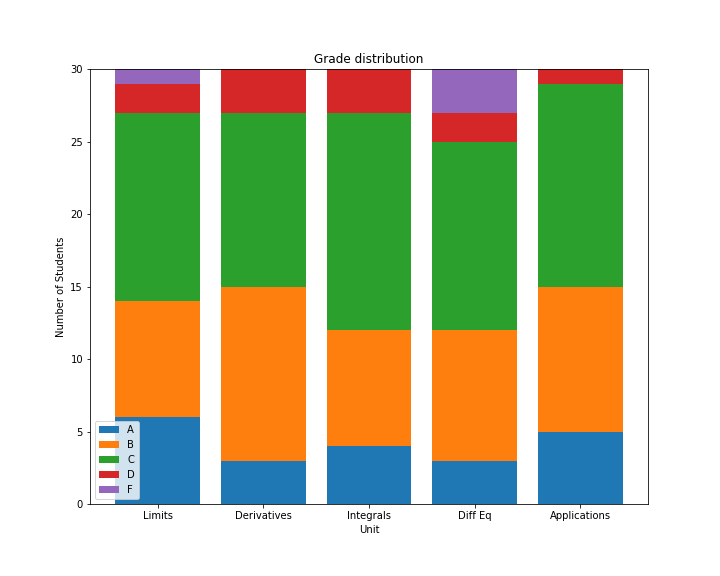 Grade distribution
30
25
20
15
10
5
0
Number of Students
A
B
C
D
F
Limits Derivatives Integrals Diff Eq Applications
Unit